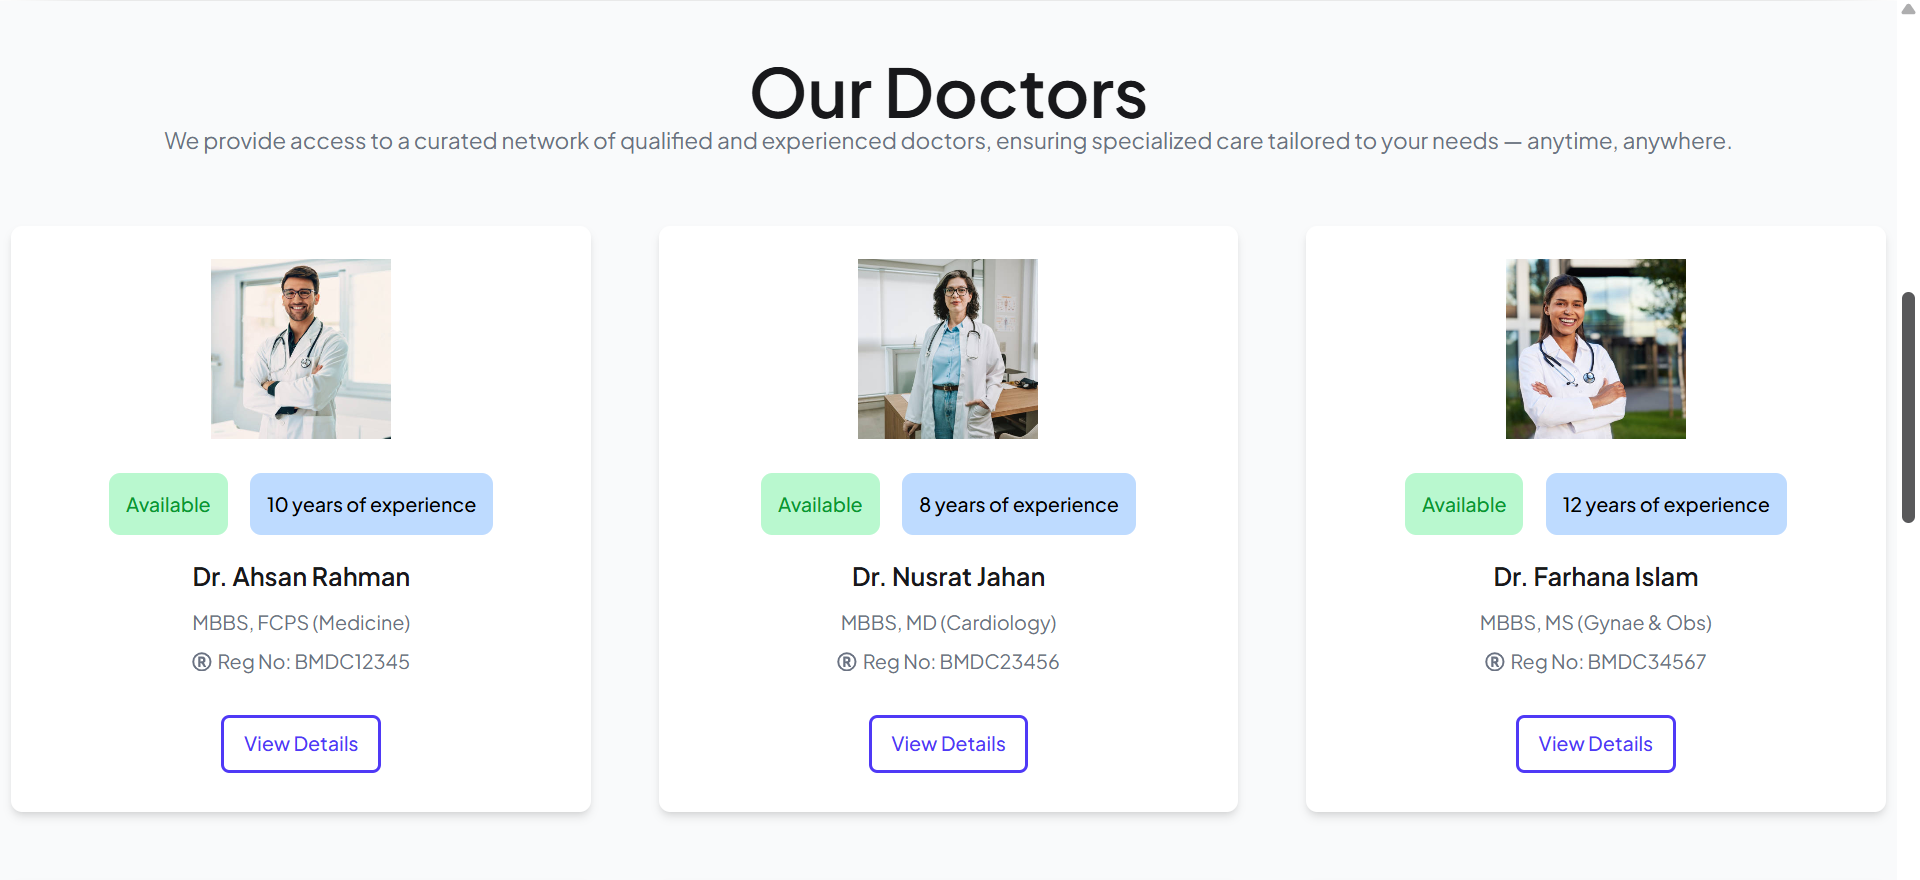 Our Doctors
We provide access to a curated network of qualified and experienced doctors, ensuring specialized care tailored to your needs — anytime, anywhere.
Available
10 years of experience
Dr. Ahsan Rahman
MBBS, FCPS (Medicine)
® Reg No: BMDC12345
View Details
Available
8 years of experience
Dr. Nusrat Jahan
MBBS, MD (Cardiology)
® Reg No: BMDC23456
View Details
Available
12 years of experience
Dr. Farhana Islam
MBBS, MS (Gynae & Obs)
® Reg No: BMDC34567
View Details